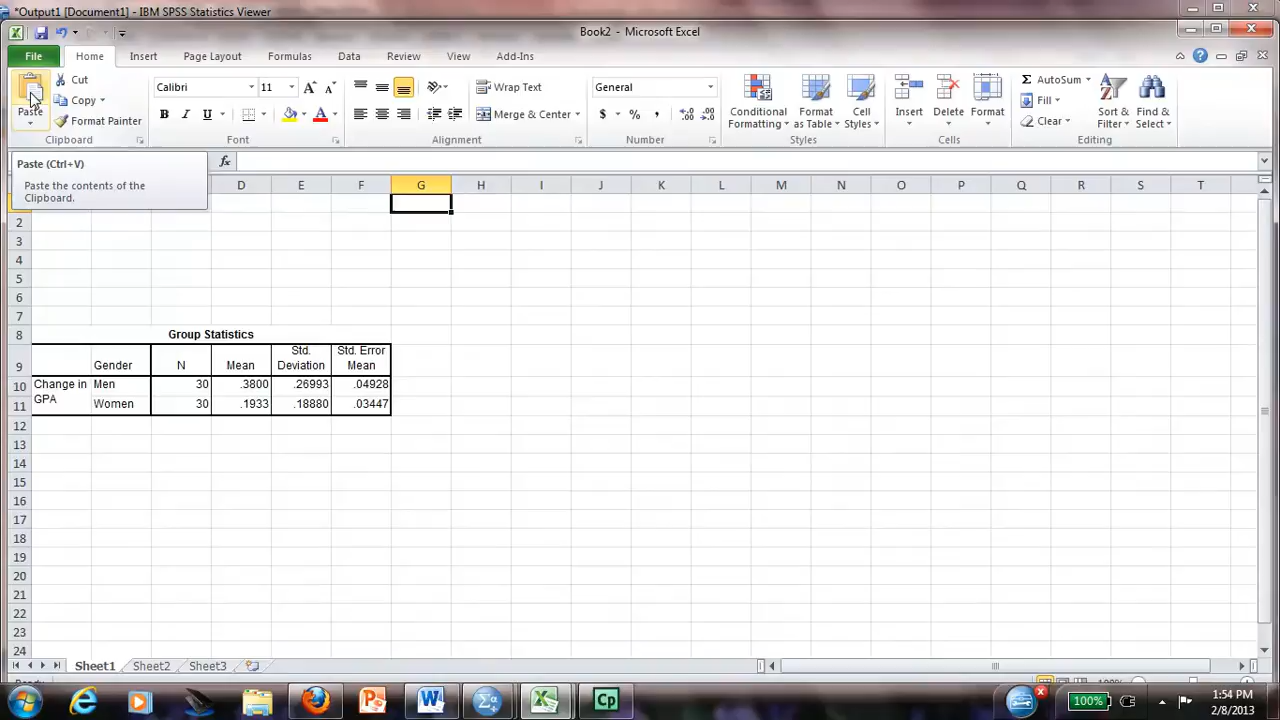 *Output1 [Document1] - IBM SPSS Statistics Viewer
Book2 - Microsoft Excel
File Home Insert Page Layout Formulas Data Review View Add-Ins
Cut
Copy
Format Painter
Paste
Clipboard
Calibri 11
B I U A
Font
Wrap Text
Merge & Center
Alignment
General
$ % ,
Number
Conditional Formatting
Format as Table
Cell Styles
Styles
Insert Delete Format
Cells
AutoSum
Fill
Clear
Sort & Filter
Find & Select
Editing
Paste (Ctrl+V)
Paste the contents of the
Clipboard.
fx
D E F G H I J K L M N O P Q R S T
2
3
4
5
6
7
8 Group Statistics
9 Gender N Mean Std. Deviation Std. Error Mean
10 Change in GPA Men 30 .3800 .26993 .04928
11 Women 30 .1933 .18880 .03447
12
13
14
15
16
17
18
19
20
21
22
23
24
Sheet1 Sheet2 Sheet3
100%
1:54 PM
2/8/2013